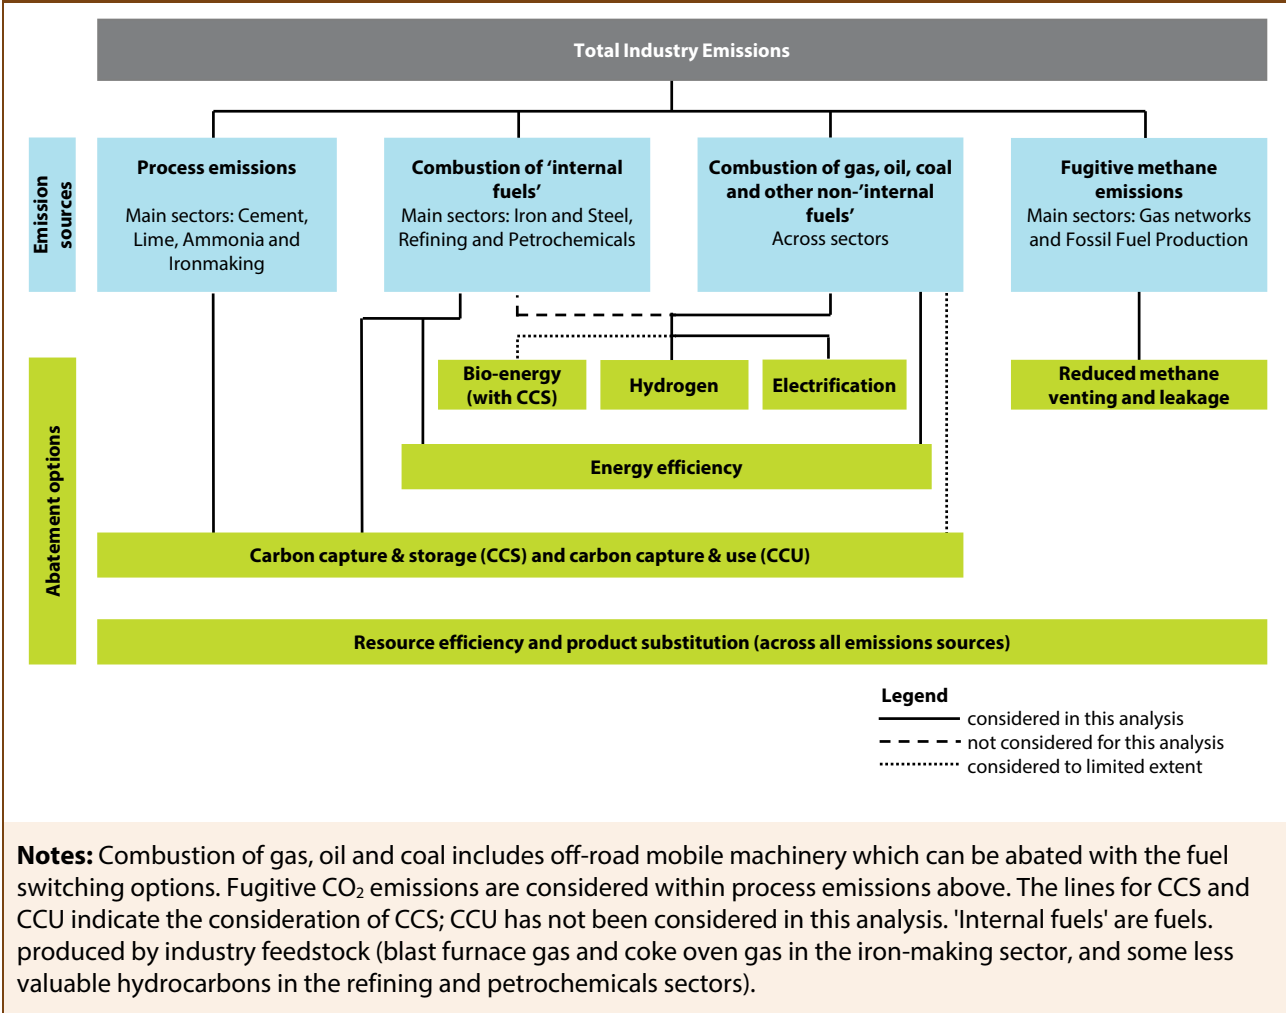 Total Industry Emissions
Emission
sources
Process emissions
Main sectors: Cement,
Lime, Ammonia and
Ironmaking
Combustion of ‘internal
fuels’
Main sectors: Iron and Steel,
Refining and Petrochemicals
Combustion of gas, oil, coal
and other non-‘internal
fuels’
Across sectors
Fugitive methane
emissions
Main sectors: Gas networks
and Fossil Fuel Production
Abatement options
Bio-energy
(with CCS)
Hydrogen
Electrification
Reduced methane
venting and leakage
Energy efficiency
Carbon capture & storage (CCS) and carbon capture & use (CCU)
Resource efficiency and product substitution (across all emissions sources)
Legend
considered in this analysis
not considered for this analysis
considered to limited extent
Notes: Combustion of gas, oil and coal includes off-road mobile machinery which can be abated with the fuel
switching options. Fugitive CO₂ emissions are considered within process emissions above. The lines for CCS and
CCU indicate the consideration of CCS; CCU has not been considered in this analysis. 'Internal fuels' are fuels.
produced by industry feedstock (blast furnace gas and coke oven gas in the iron-making sector, and some less
valuable hydrocarbons in the refining and petrochemicals sectors).